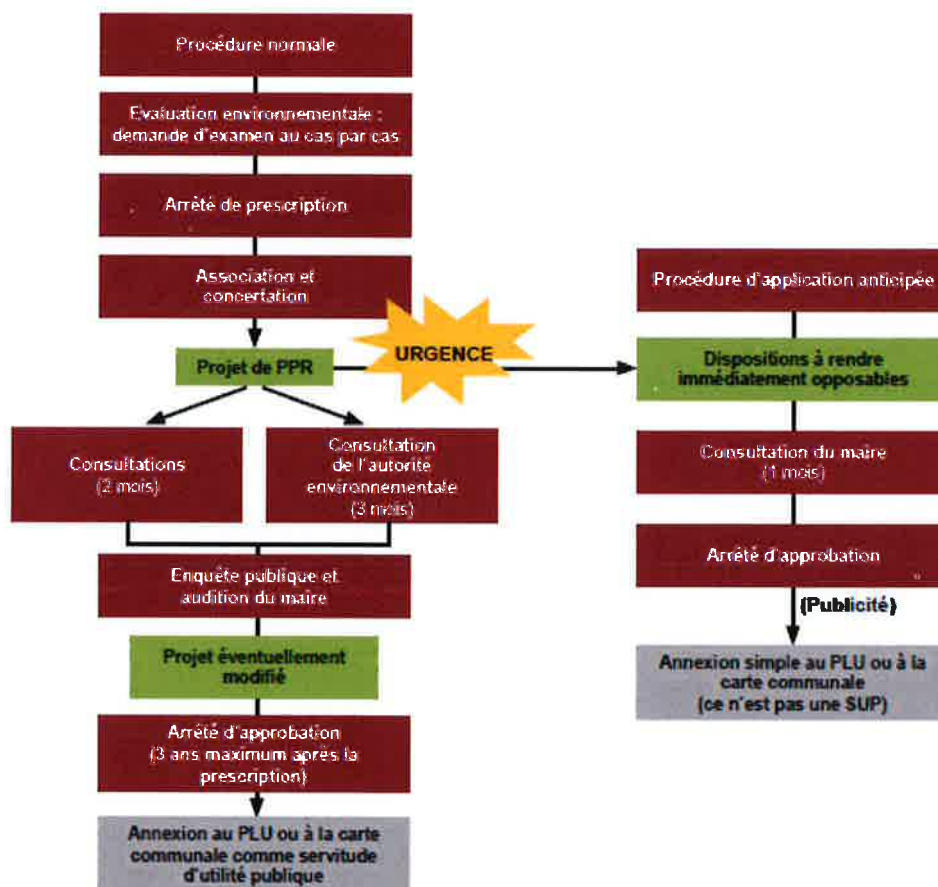 Procédure normale
Evaluation environnementale :
demande d'examen au cas par cas
Arrêté de prescription
Association et
concertation
Projet de PPR
URGENCE
Consultations
(2 mois)
Consultation
de l'autorité
environnementale
(3 mois)
Enquête publique et
audition du maire
Projet éventuellement
modifié
Arrêté d'approbation
(3 ans maximum après la
prescription)
Annexion au PLU ou à la carte
communale comme servitude
d'utilité publique
Procédure d'application anticipée
Dispositions à rendre
immédiatement opposables
Consultation du maire
(1 mois)
Arrêté d'approbation
(Publicité)
Annexion simple au PLU ou à la
carte communale
(ce n'est pas une SUP)